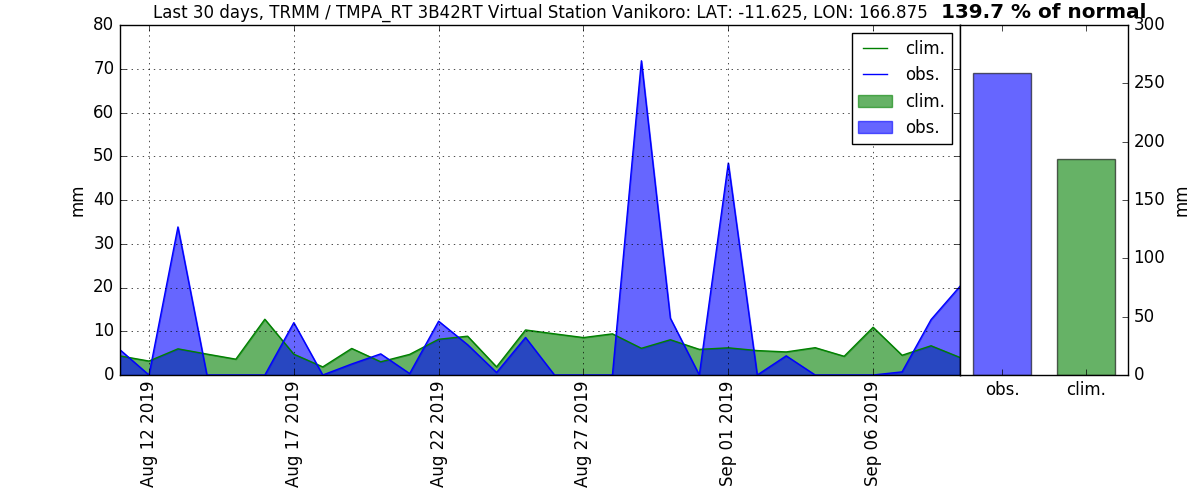 Last 30 days, TRMM / TMPA_RT 3B42RT Virtual Station Vanikoro: LAT: -11.625, LON: 166.875 139.7 % of normal
80
70
60
50
40
30
20
10
0
mm
clim.
obs.
clim.
obs.
Aug 12 2019
Aug 17 2019
Aug 22 2019
Aug 27 2019
Sep 01 2019
Sep 06 2019
300
250
200
150
100
50
0
mm
obs. clim.